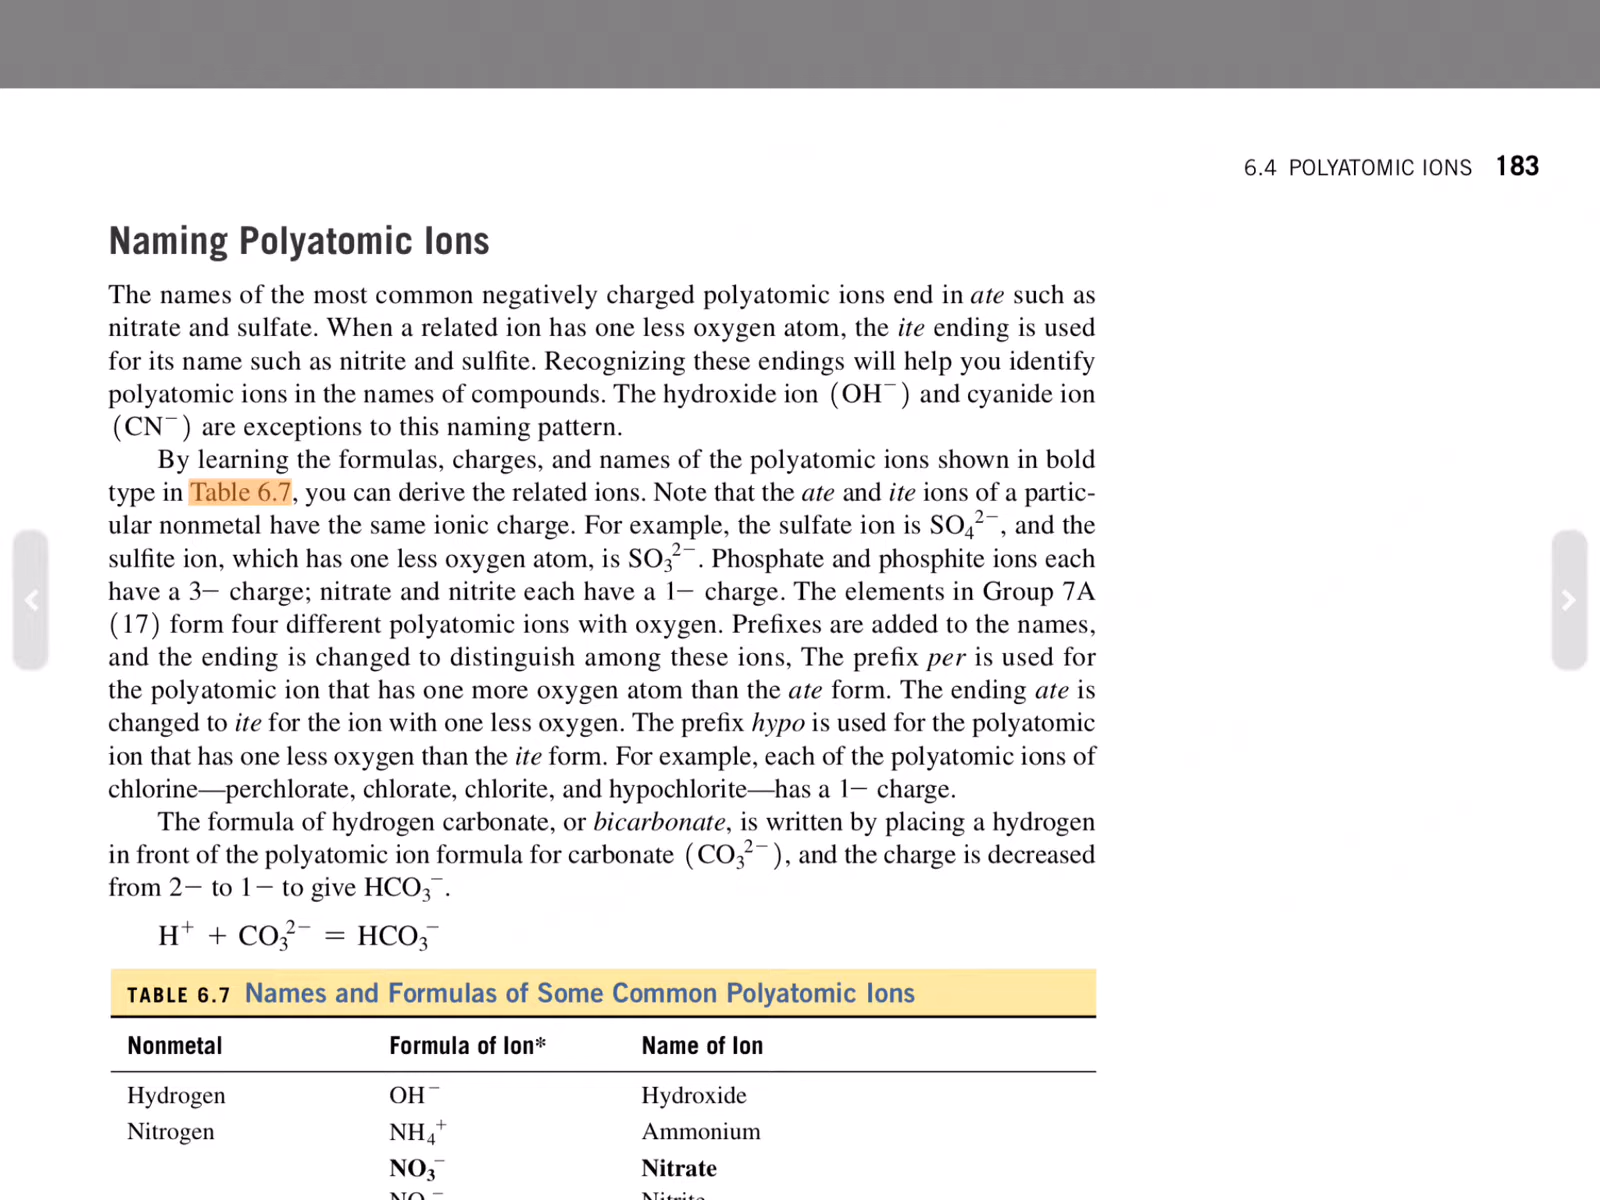 6.4 POLYATOMIC IONS 183
Naming Polyatomic Ions
The names of the most common negatively charged polyatomic ions end in ate such as
nitrate and sulfate. When a related ion has one less oxygen atom, the ite ending is used
for its name such as nitrite and sulfite. Recognizing these endings will help you identify
polyatomic ions in the names of compounds. The hydroxide ion (OH⁻) and cyanide ion
(CN⁻) are exceptions to this naming pattern.
By learning the formulas, charges, and names of the polyatomic ions shown in bold
type in Table 6.7, you can derive the related ions. Note that the ate and ite ions of a partic-
ular nonmetal have the same ionic charge. For example, the sulfate ion is SO₄²⁻, and the
sulfite ion, which has one less oxygen atom, is SO₃²⁻. Phosphate and phosphite ions each
have a 3− charge; nitrate and nitrite each have a 1− charge. The elements in Group 7A
(17) form four different polyatomic ions with oxygen. Prefixes are added to the names,
and the ending is changed to distinguish among these ions, The prefix per is used for
the polyatomic ion that has one more oxygen atom than the ate form. The ending ate is
changed to ite for the ion with one less oxygen. The prefix hypo is used for the polyatomic
ion that has one less oxygen than the ite form. For example, each of the polyatomic ions of
chlorine—perchlorate, chlorate, chlorite, and hypochlorite—has a 1− charge.
The formula of hydrogen carbonate, or bicarbonate, is written by placing a hydrogen
in front of the polyatomic ion formula for carbonate (CO₃²⁻), and the charge is decreased
from 2− to 1− to give HCO₃⁻.
H⁺ + CO₃²⁻ = HCO₃⁻
TABLE 6.7 Names and Formulas of Some Common Polyatomic Ions
Nonmetal Formula of Ion* Name of Ion
Hydrogen OH⁻ Hydroxide
Nitrogen NH₄⁺ Ammonium
NO₃⁻ Nitrate